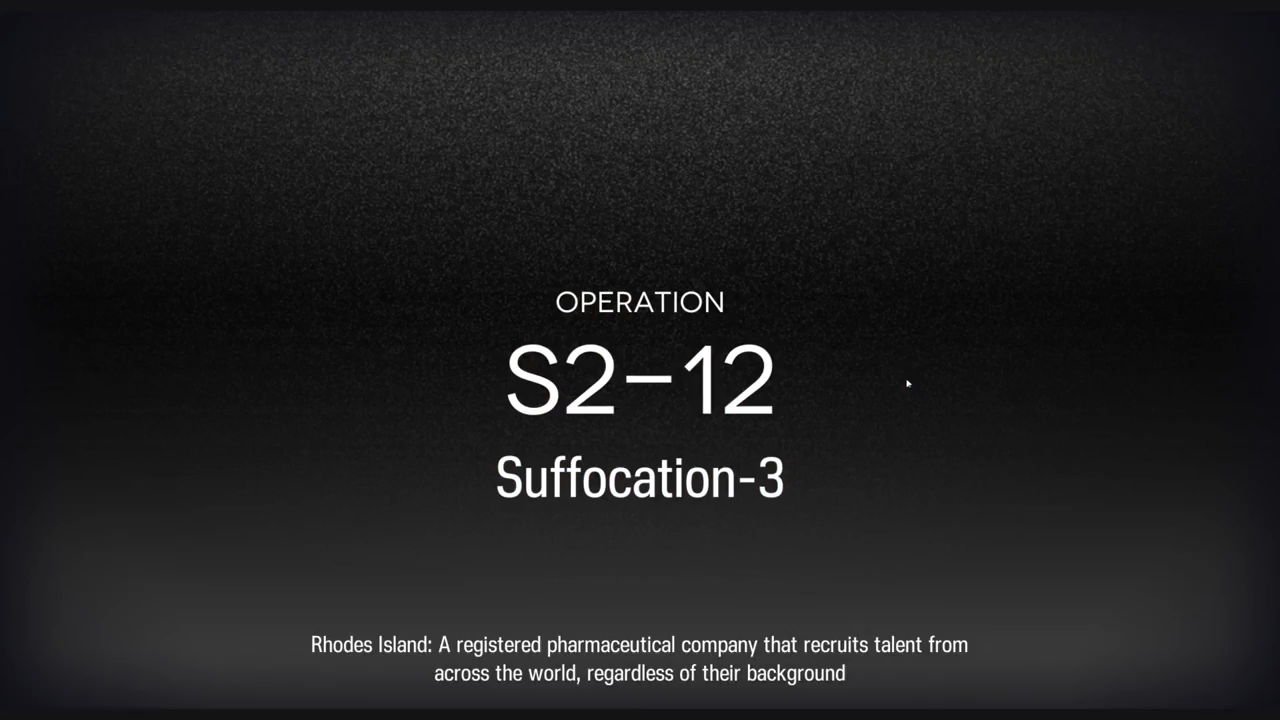 OPERATION
S2-12
Suffocation-3
Rhodes Island: A registered pharmaceutical company that recruits talent from
across the world, regardless of their background